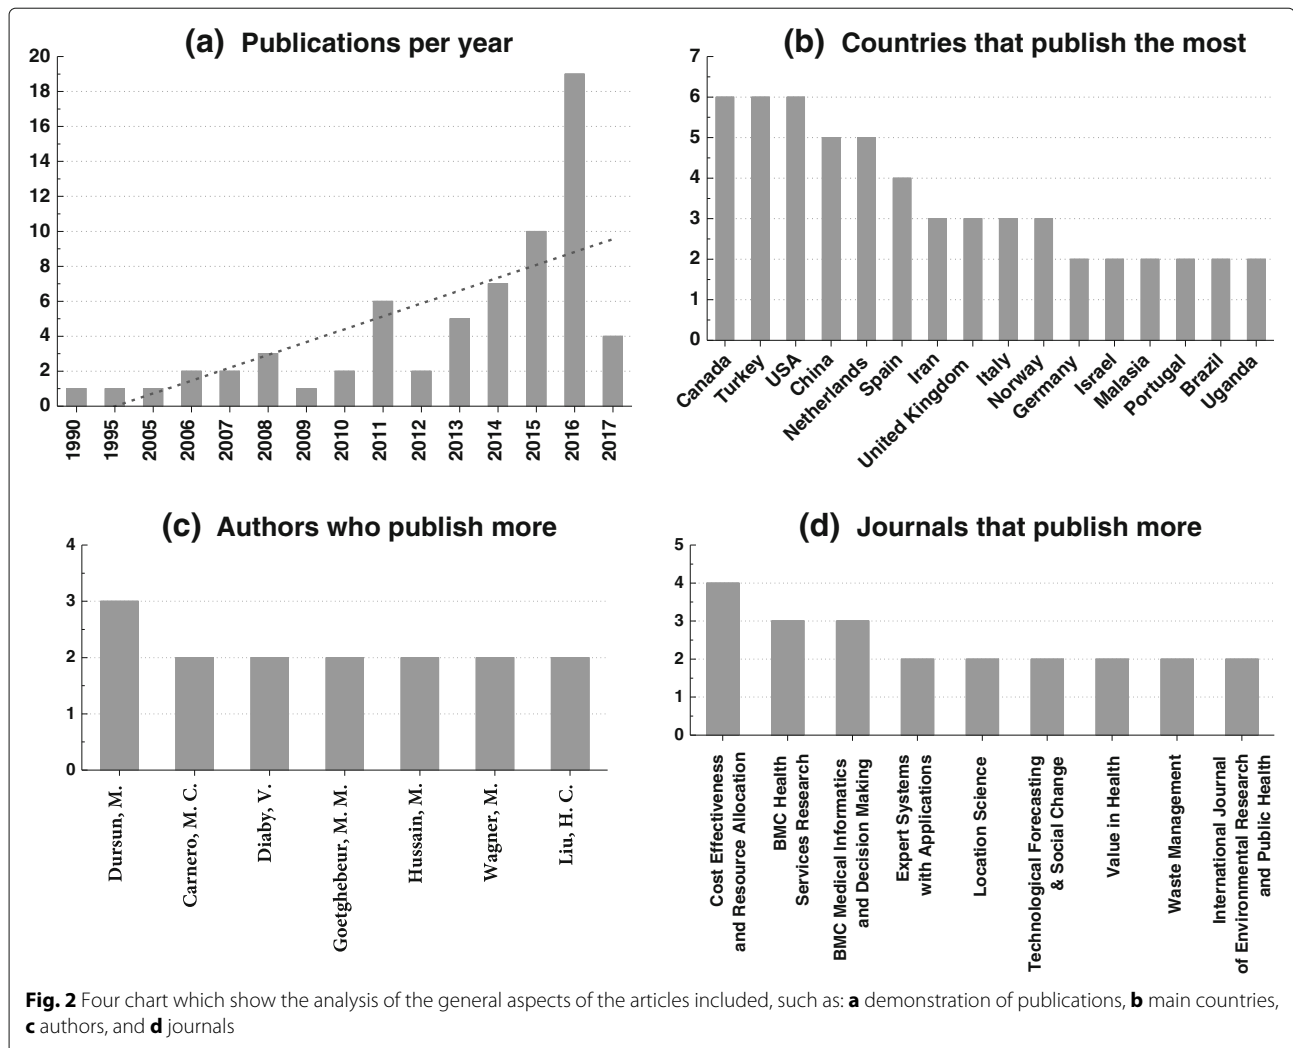 (a) Publications per year
20
18
16
14
12
10
8
6
4
2
0
1990
1995
2005
2006
2007
2008
2009
2010
2011
2012
2013
2014
2015
2016
2017
(b) Countries that publish the most
7
6
5
4
3
2
1
0
Canada
Turkey
USA
China
Netherlands
Spain
Iran
United Kingdom
Italy
Norway
Germany
Israel
Malasia
Portugal
Brazil
Uganda
(c) Authors who publish more
4
3
2
1
0
Dursun, M.
Carnero, M. C.
Diaby, V.
Goetghebeur, M. M.
Hussain, M.
Wagner, M.
Liu, H. C.
(d) Journals that publish more
5
4
3
2
1
0
Cost Effectiveness
and Resource Allocation
BMC Health
Services Research
BMC Medical Informatics
and Decision Making
Expert Systems
with Applications
Location Science
Technological Forecasting
& Social Change
Value in Health
Waste Management
International Journal
of Environmental Research
and Public Health
Fig. 2 Four chart which show the analysis of the general aspects of the articles included, such as: a demonstration of publications, b main countries,
c authors, and d journals